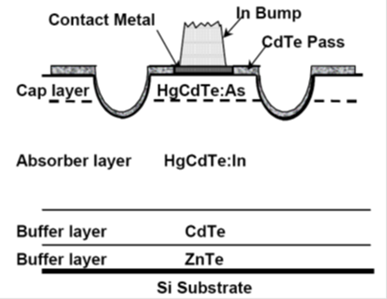 Contact Metal
In Bump
CdTe Pass
Cap layer HgCdTe:As
Absorber layer HgCdTe:In
Buffer layer CdTe
Buffer layer ZnTe
Si Substrate